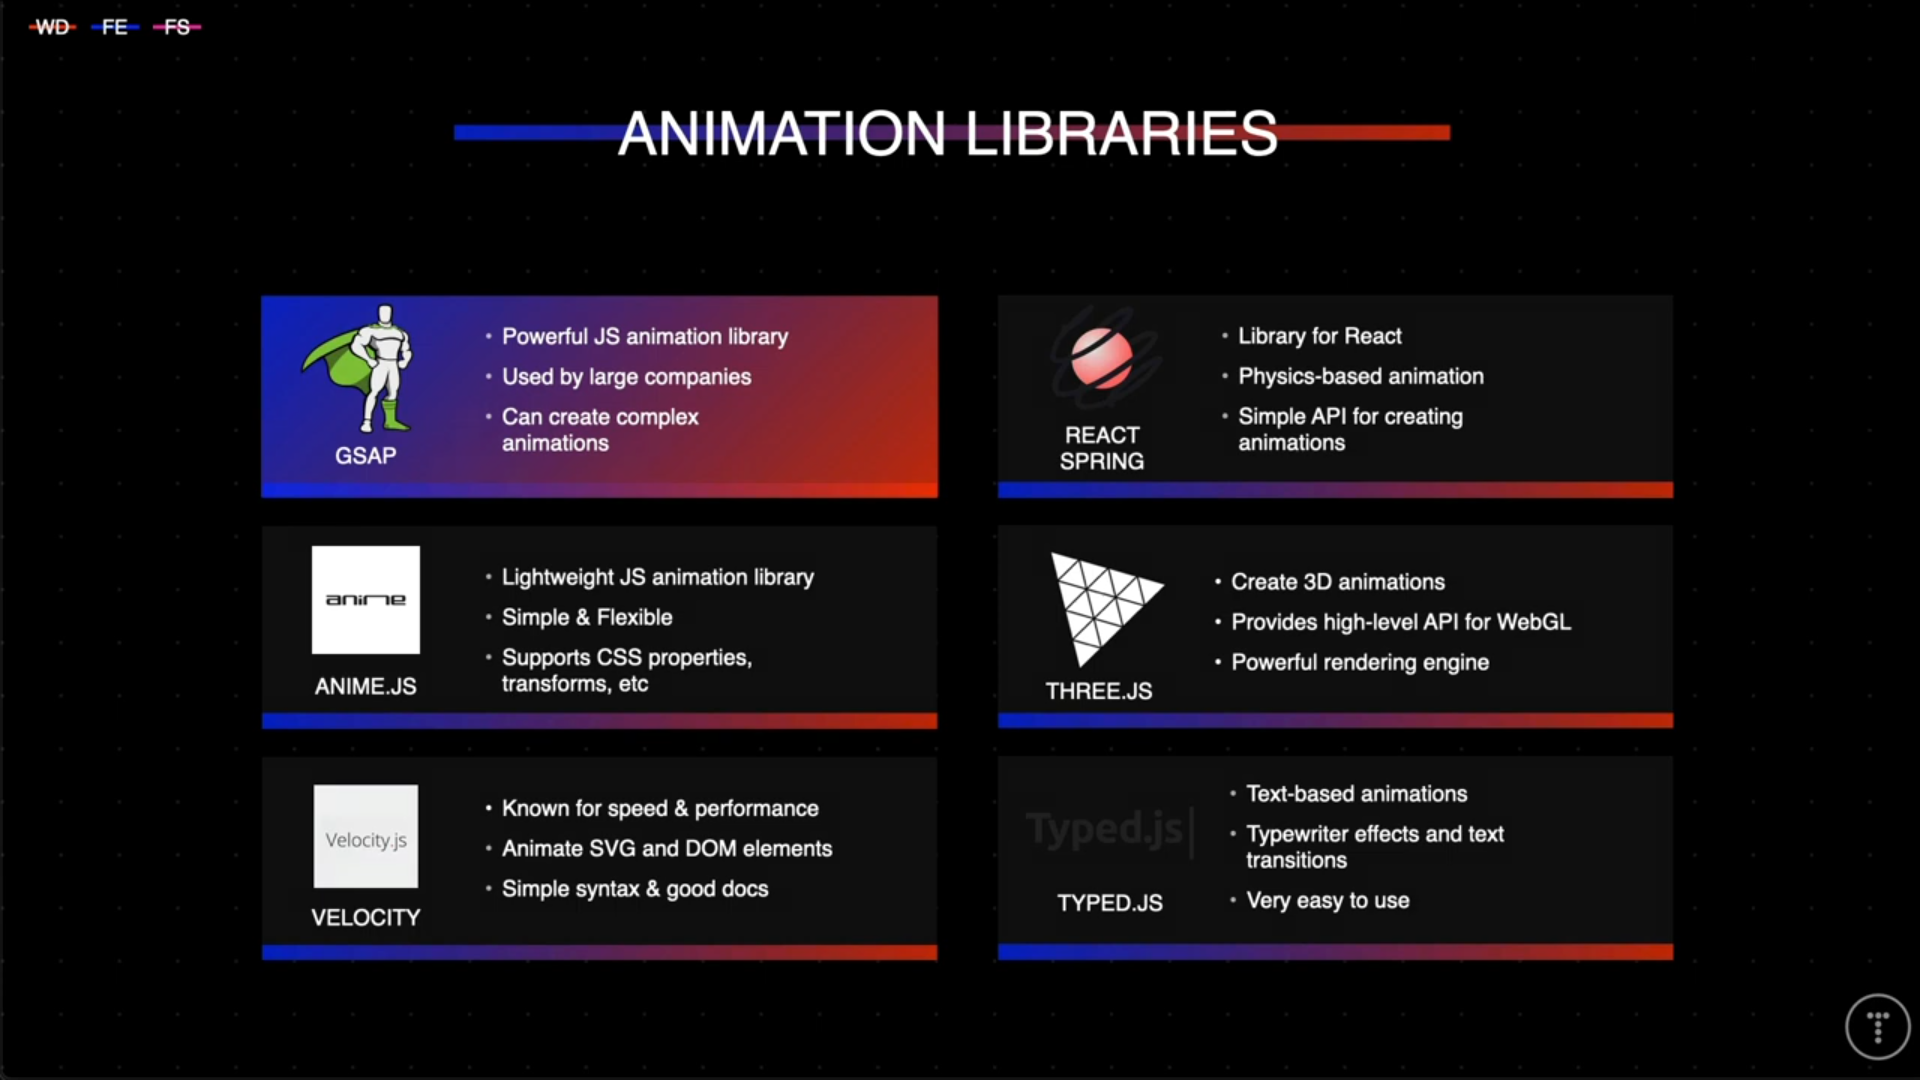 WD FE FS
ANIMATION LIBRARIES
• Powerful JS animation library
• Used by large companies
• Can create complex
animations
GSAP
• Library for React
• Physics-based animation
• Simple API for creating
animations
REACT
SPRING
anime
• Lightweight JS animation library
• Simple & Flexible
• Supports CSS properties,
transforms, etc
ANIME.JS
• Create 3D animations
• Provides high-level API for WebGL
• Powerful rendering engine
THREE.JS
Velocity.js
• Known for speed & performance
• Animate SVG and DOM elements
• Simple syntax & good docs
VELOCITY
Typed.js|
• Text-based animations
• Typewriter effects and text
transitions
• Very easy to use
TYPED.JS
T